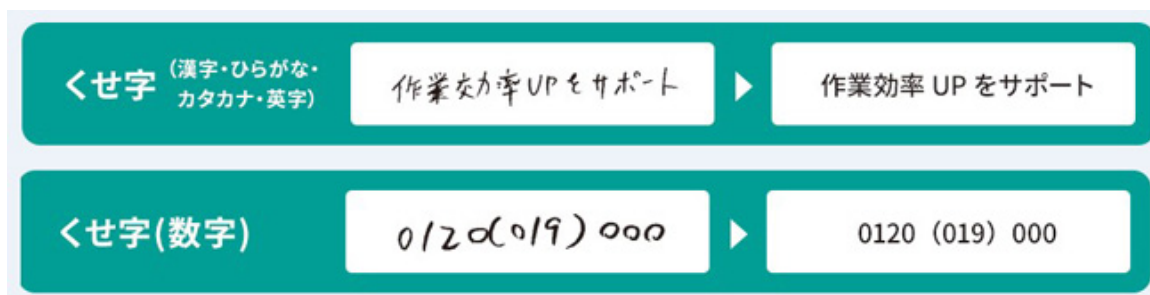 くせ字 (漢字・ひらがな・
カタカナ・英字)
作業効率UPをサポート
作業効率 UP をサポート
くせ字(数字)
0120(019)000
0120（019）000